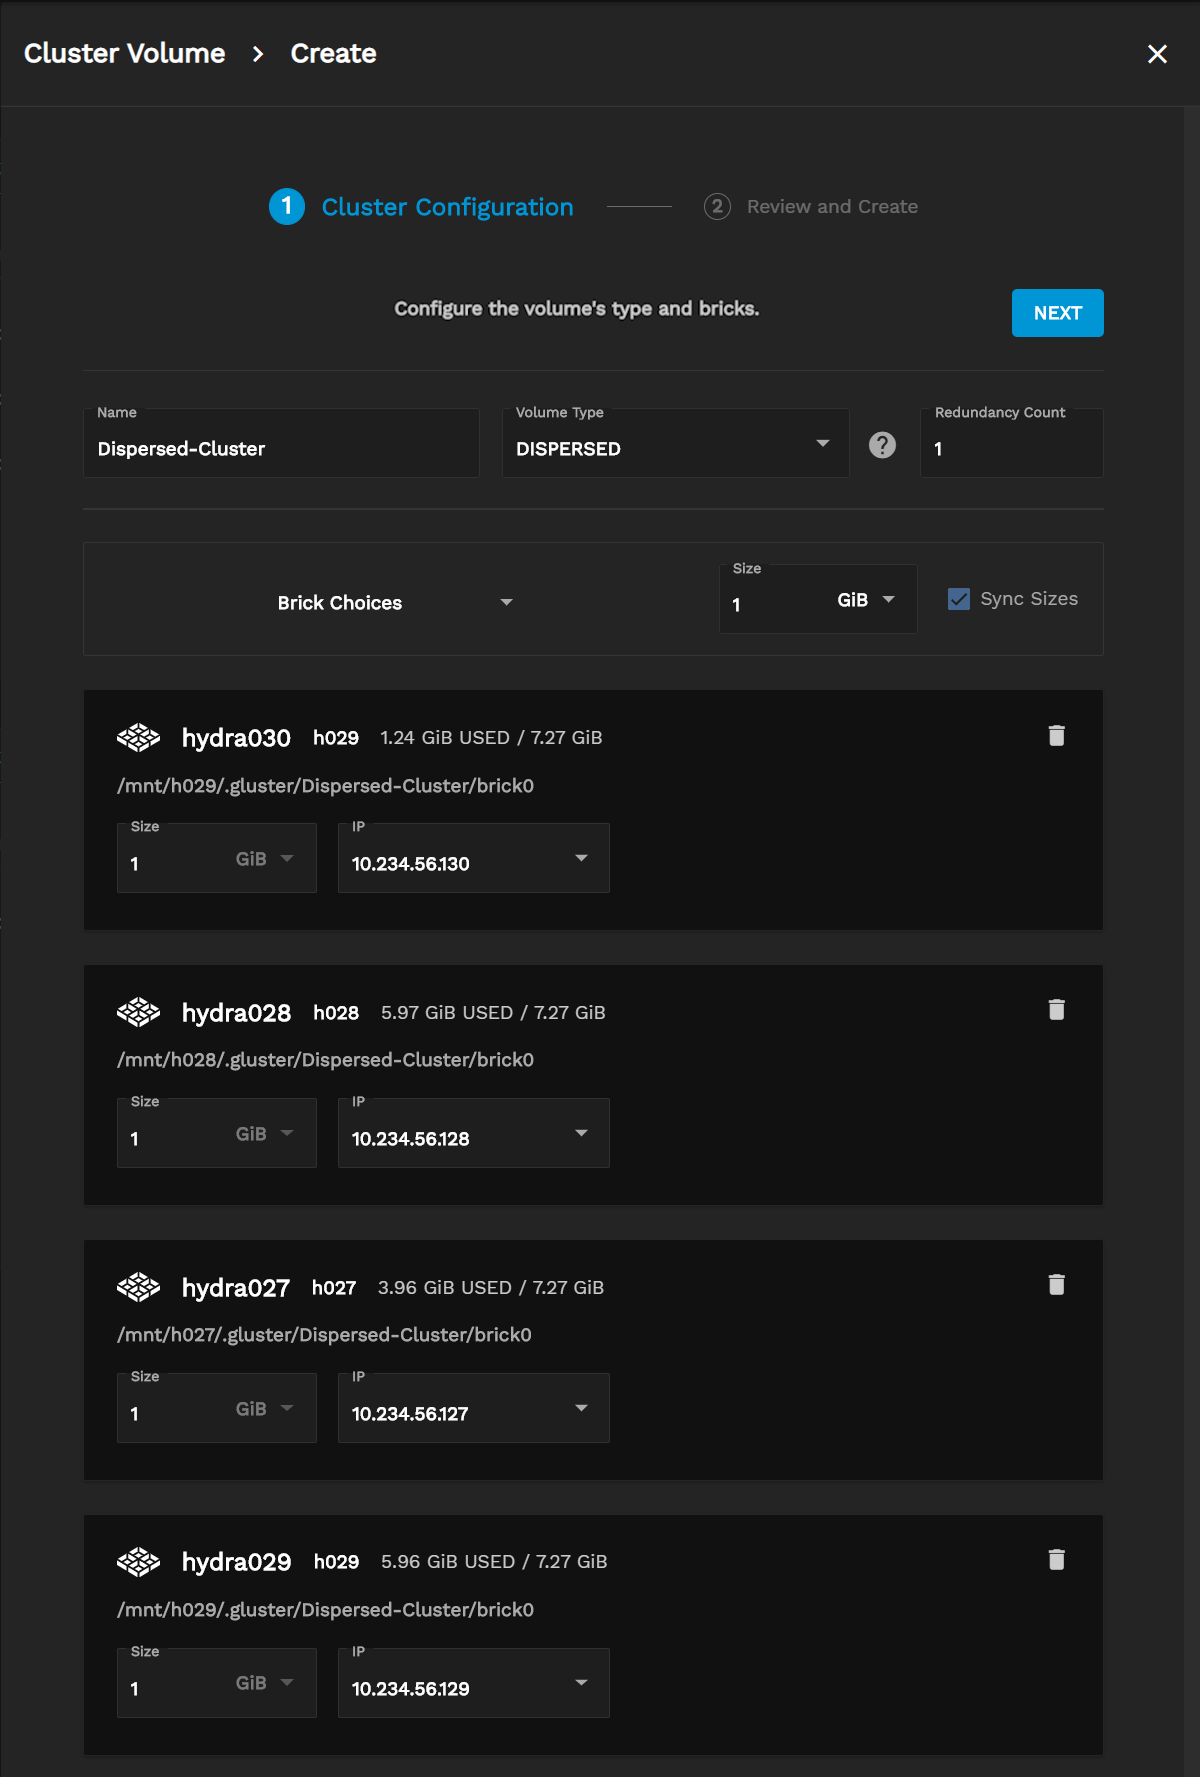 Cluster Volume > Create
1 Cluster Configuration 2 Review and Create
Configure the volume's type and bricks.
NEXT
Name
Dispersed-Cluster
Volume Type
DISPERSED
?
Redundancy Count
1
Brick Choices
Size
1 GiB
Sync Sizes
hydra030 h029 1.24 GiB USED / 7.27 GiB
/mnt/h029/.gluster/Dispersed-Cluster/brick0
Size
1 GiB
IP
10.234.56.130
hydra028 h028 5.97 GiB USED / 7.27 GiB
/mnt/h028/.gluster/Dispersed-Cluster/brick0
Size
1 GiB
IP
10.234.56.128
hydra027 h027 3.96 GiB USED / 7.27 GiB
/mnt/h027/.gluster/Dispersed-Cluster/brick0
Size
1 GiB
IP
10.234.56.127
hydra029 h029 5.96 GiB USED / 7.27 GiB
/mnt/h029/.gluster/Dispersed-Cluster/brick0
Size
1 GiB
IP
10.234.56.129